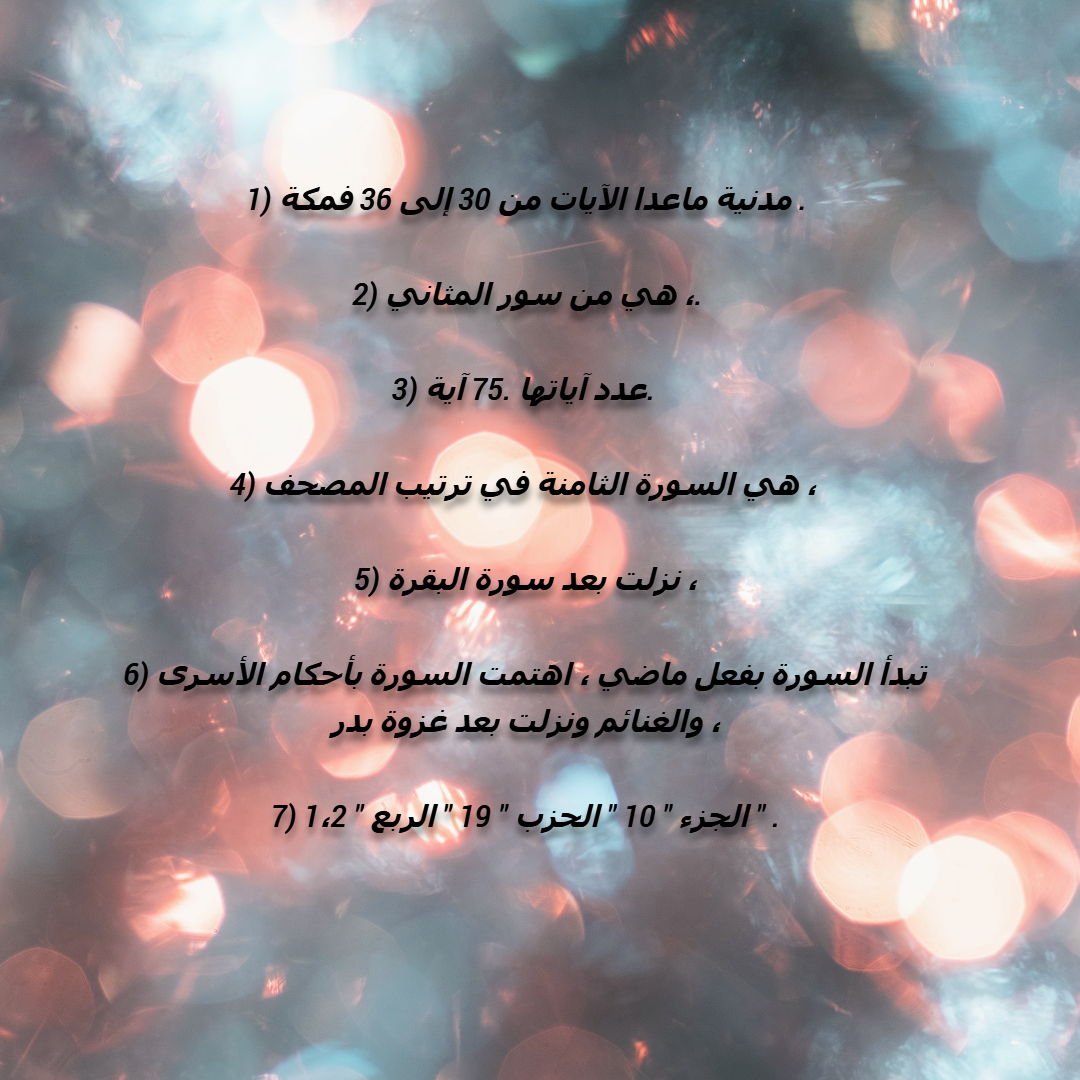 1) مدنية ماعدا الآيات من 30 إلى 36 فمكة .
2) هي من سور المثاني ،.
3) عدد آياتها .75 آية.
4) هي السورة الثامنة في ترتيب المصحف ،
5) نزلت بعد سورة البقرة ،
6) تبدأ السورة بفعل ماضي ، اهتمت السورة بأحكام الأسرى
والغنائم ونزلت بعد غزوة بدر ،
7) الجزء " 10 " الحزب " 19 " الربع " 1،2 " .